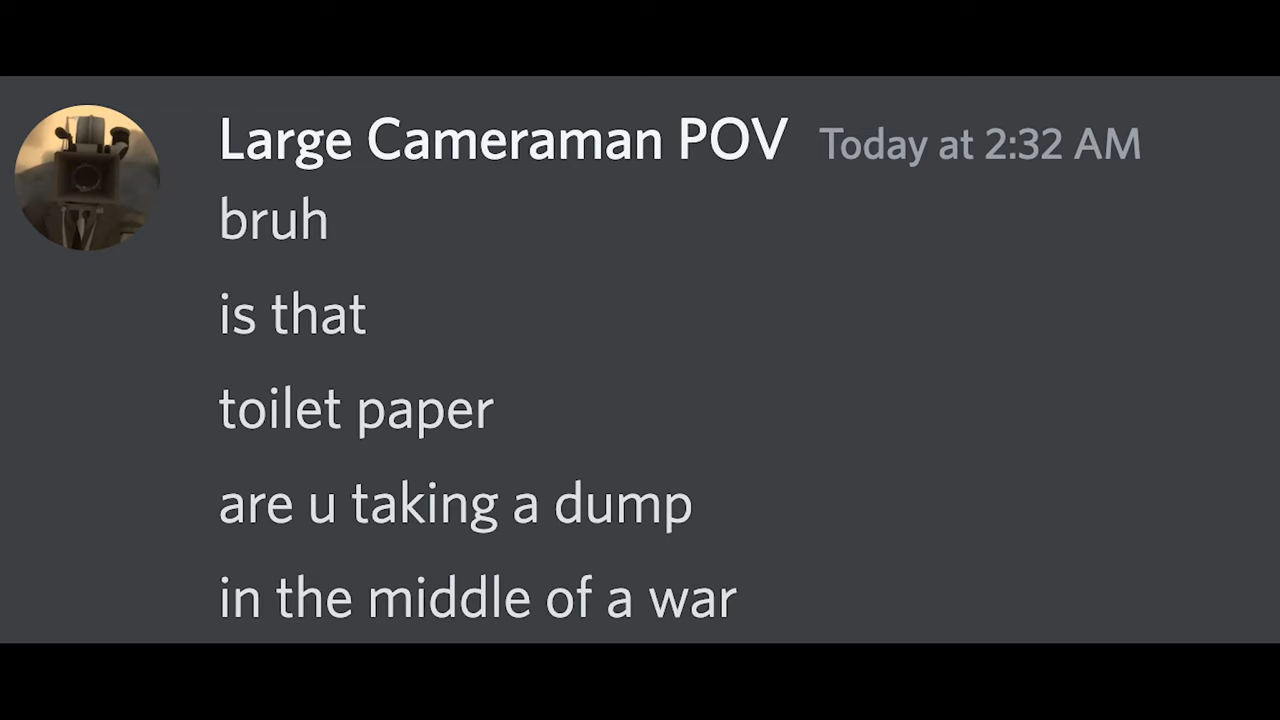 Large Cameraman POV Today at 2:32 AM
bruh
is that
toilet paper
are u taking a dump
in the middle of a war